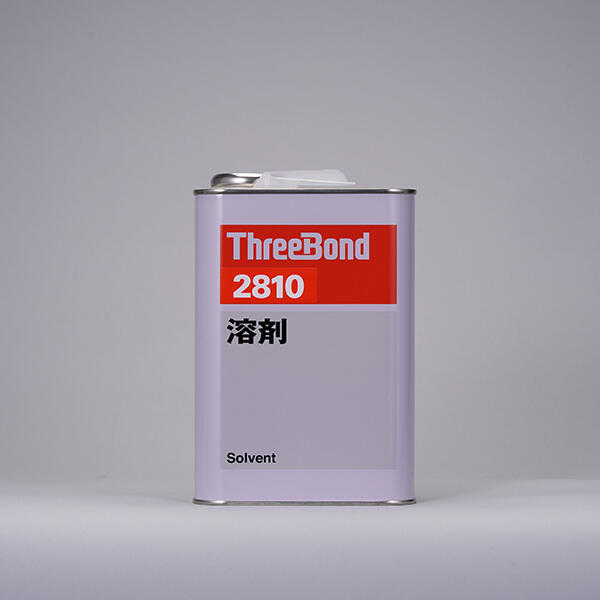 ThreeBond
2810
溶剤
Solvent